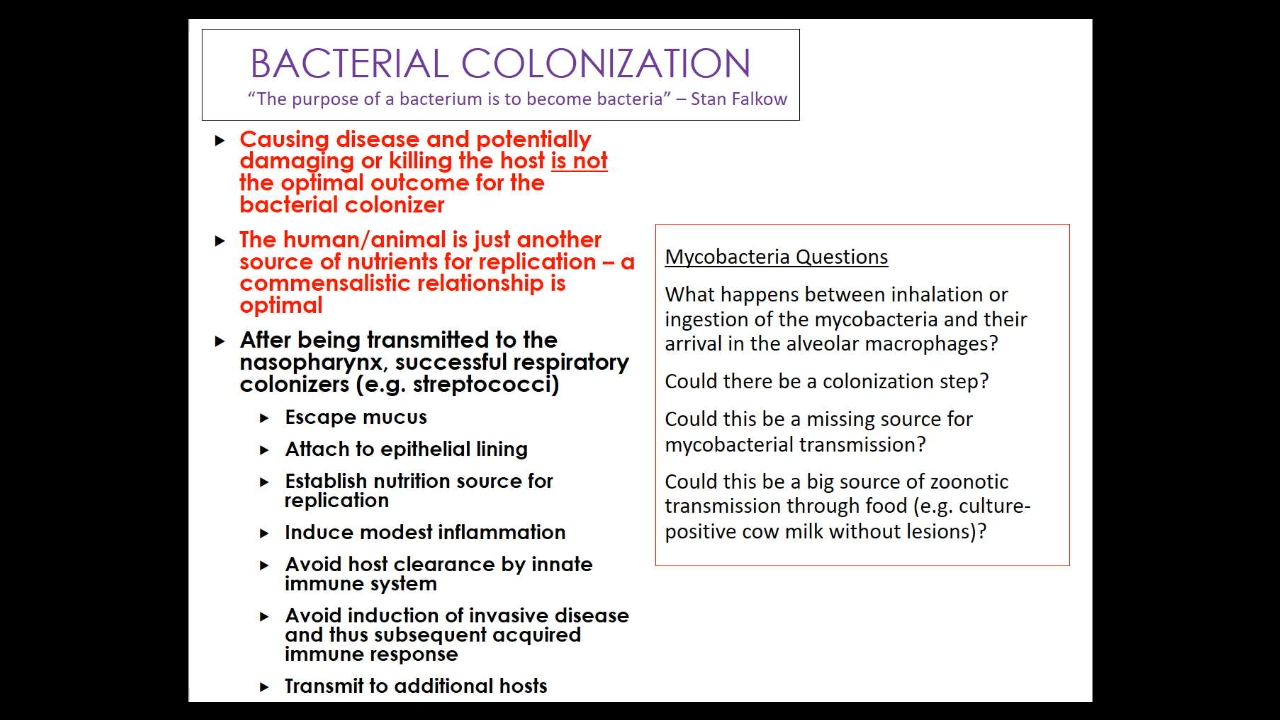 BACTERIAL COLONIZATION
“The purpose of a bacterium is to become bacteria” – Stan Falkow
Causing disease and potentially
damaging or killing the host is not
the optimal outcome for the
bacterial colonizer
The human/animal is just another
source of nutrients for replication – a
commensalistic relationship is
optimal
After being transmitted to the
nasopharynx, successful respiratory
colonizers (e.g. streptococci)
Escape mucus
Attach to epithelial lining
Establish nutrition source for
replication
Induce modest inflammation
Avoid host clearance by innate
immune system
Avoid induction of invasive disease
and thus subsequent acquired
immune response
Transmit to additional hosts
Mycobacteria Questions
What happens between inhalation or
ingestion of the mycobacteria and their
arrival in the alveolar macrophages?
Could there be a colonization step?
Could this be a missing source for
mycobacterial transmission?
Could this be a big source of zoonotic
transmission through food (e.g. culture-
positive cow milk without lesions)?